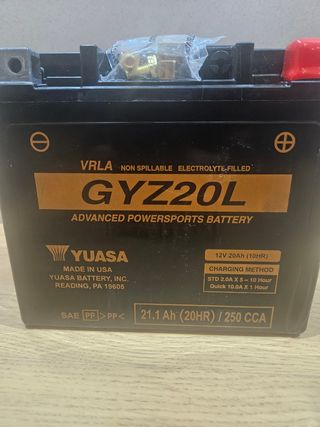 VRLA NON SPILLABLE ELECTROLYTE-FILLED
GYZ20L
ADVANCED POWERSPORTS BATTERY
YUASA
MADE IN USA
YUASA BATTERY, INC.
READING, PA 19605
12V 20Ah (10HR)
CHARGING METHOD
STD 2.0A X 5 ~ 10 Hour
Quick 10.0A X 1 Hour
SAE PP >PP<
21.1 Ah (20HR) / 250 CCA